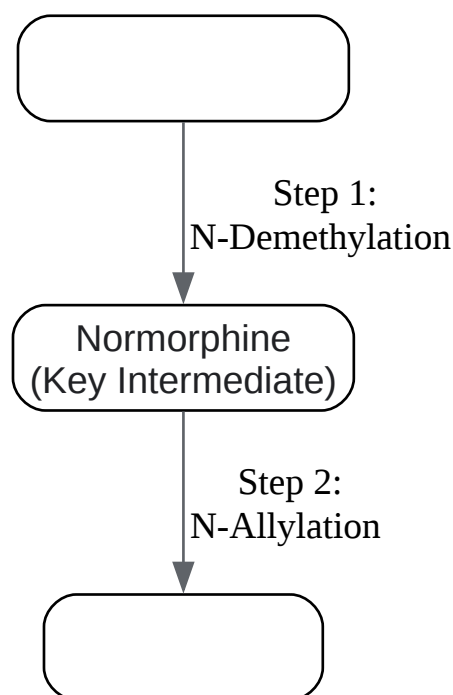 Step 1:
N-Demethylation
Normorphine
(Key Intermediate)
Step 2:
N-Allylation